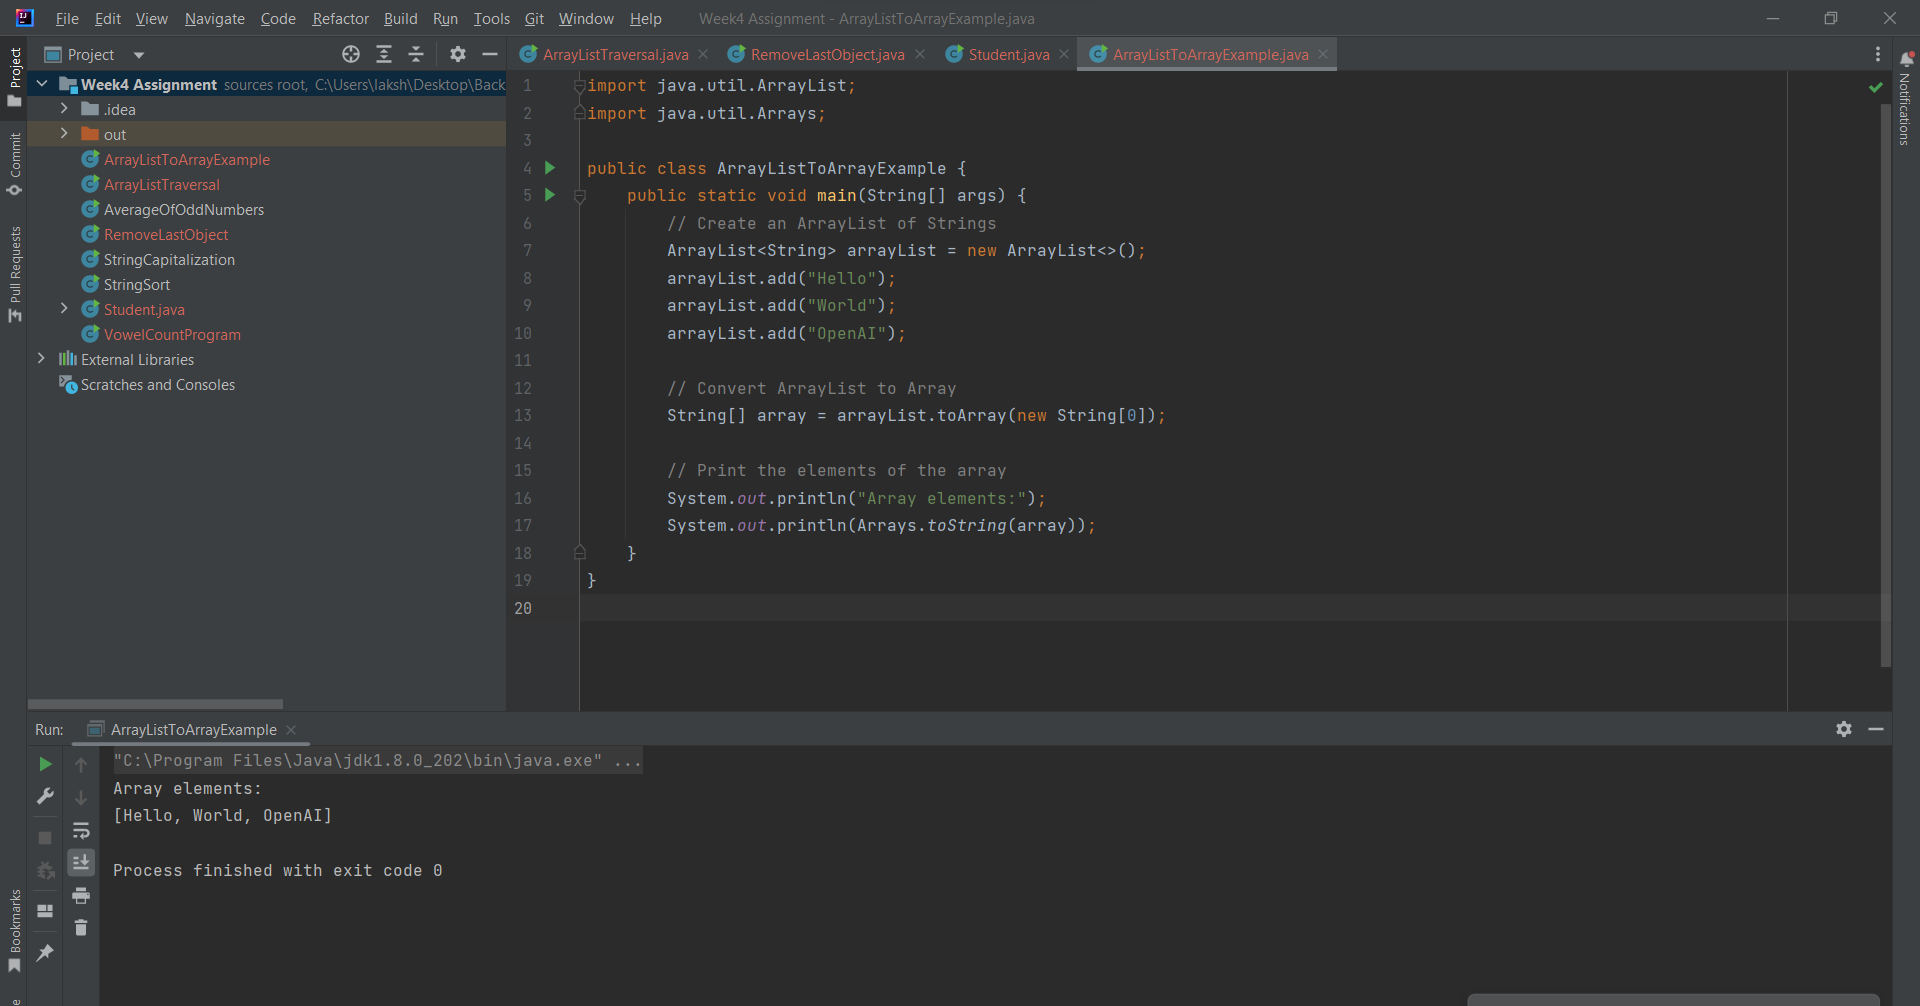 File Edit View Navigate Code Refactor Build Run Tools Git Window Help Week4 Assignment - ArrayListToArrayExample.java
Project
ArrayListTraversal.java RemoveLastObject.java Student.java ArrayListToArrayExample.java
Project
Commit
Pull Requests
Bookmarks
Notifications
Week4 Assignment sources root, C:\Users\laksh\Desktop\Back
.idea
out
ArrayListToArrayExample
ArrayListTraversal
AverageOfOddNumbers
RemoveLastObject
StringCapitalization
StringSort
Student.java
VowelCountProgram
External Libraries
Scratches and Consoles
1 import java.util.ArrayList;
2 import java.util.Arrays;
3
4 public class ArrayListToArrayExample {
5 public static void main(String[] args) {
6 // Create an ArrayList of Strings
7 ArrayList<String> arrayList = new ArrayList<>();
8 arrayList.add("Hello");
9 arrayList.add("World");
10 arrayList.add("OpenAI");
11
12 // Convert ArrayList to Array
13 String[] array = arrayList.toArray(new String[0]);
14
15 // Print the elements of the array
16 System.out.println("Array elements:");
17 System.out.println(Arrays.toString(array));
18 }
19 }
20
Run: ArrayListToArrayExample
"C:\Program Files\Java\jdk1.8.0_202\bin\java.exe" ...
Array elements:
[Hello, World, OpenAI]
Process finished with exit code 0